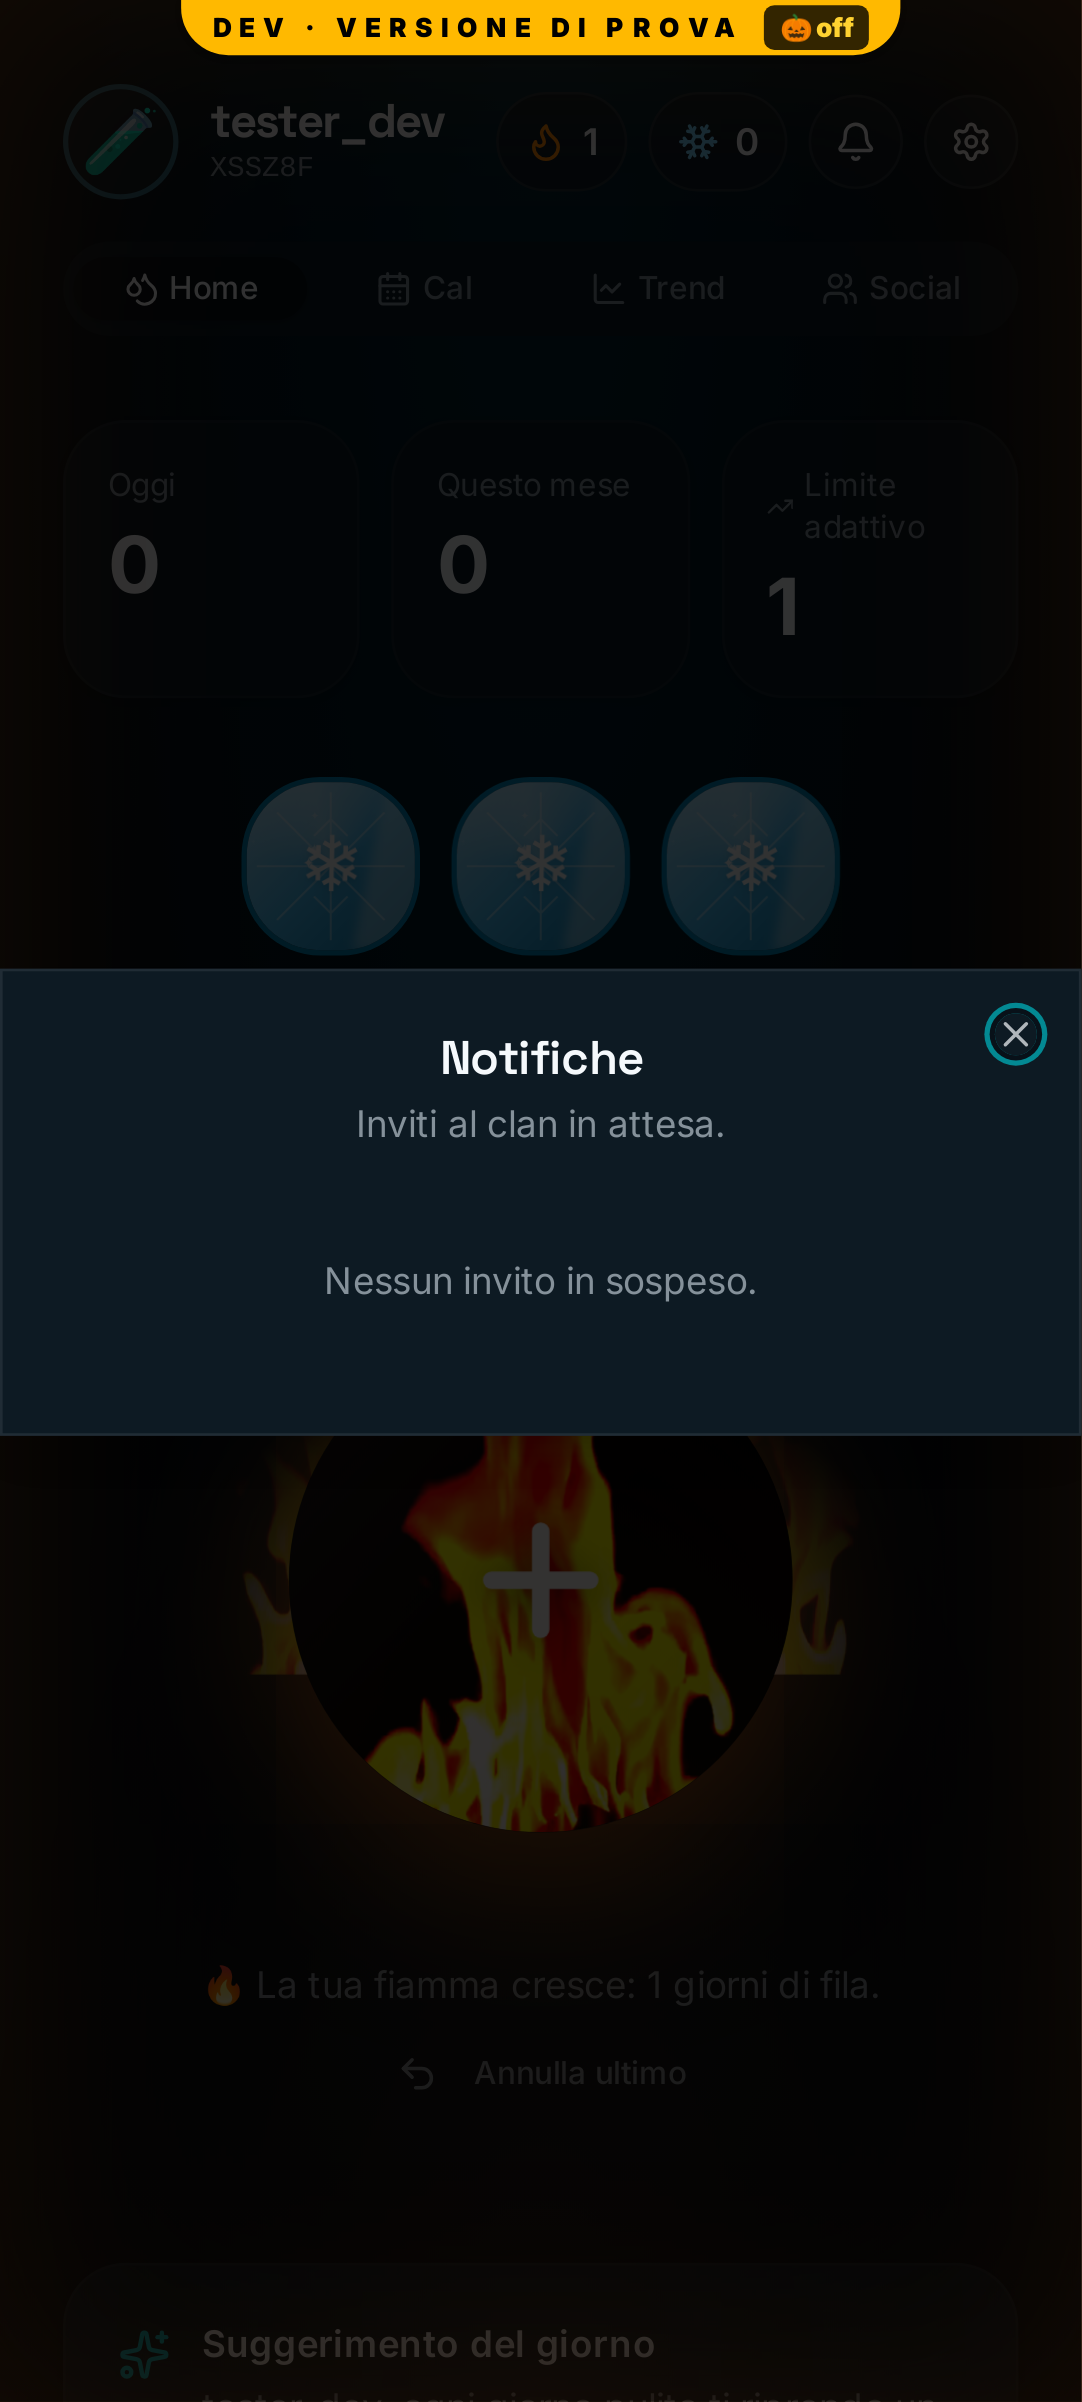 DEV · VERSIONE DI PROVA 🎃 off
tester_dev
XSSZ8F
1
0
Home
Cal
Trend
Social
Oggi
0
Questo mese
0
Limite
adattivo
1
Notifiche
Inviti al clan in attesa.
Nessun invito in sospeso.
🔥 La tua fiamma cresce: 1 giorni di fila.
Annulla ultimo
Suggerimento del giorno